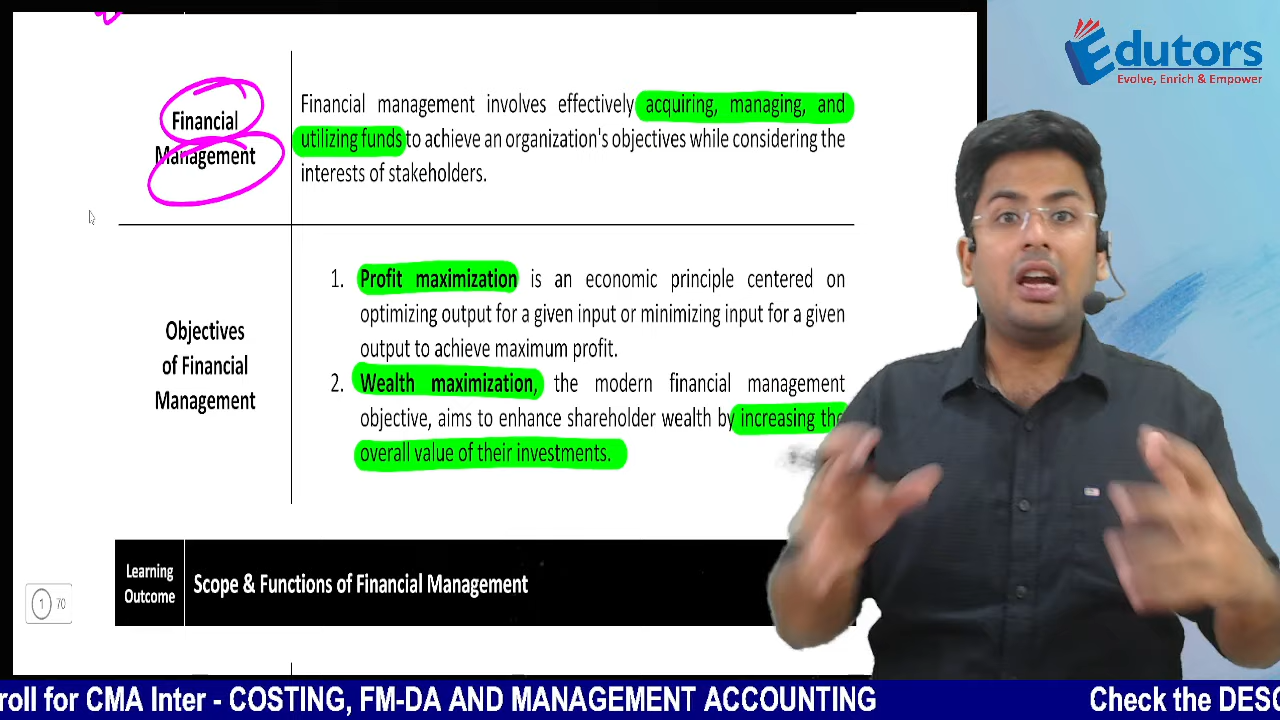 Edutors
Evolve, Enrich & Empower
Financial
Management
Financial management involves effectively acquiring, managing, and
utilizing funds to achieve an organization's objectives while considering the
interests of stakeholders.
Objectives
of Financial
Management
1. Profit maximization is an economic principle centered on
optimizing output for a given input or minimizing input for a given
output to achieve maximum profit.
2. Wealth maximization, the modern financial management
objective, aims to enhance shareholder wealth by increasing the
overall value of their investments.
Learning
Outcome
Scope & Functions of Financial Management
1 70
roll for CMA Inter - COSTING, FM-DA AND MANAGEMENT ACCOUNTING Check the DESC